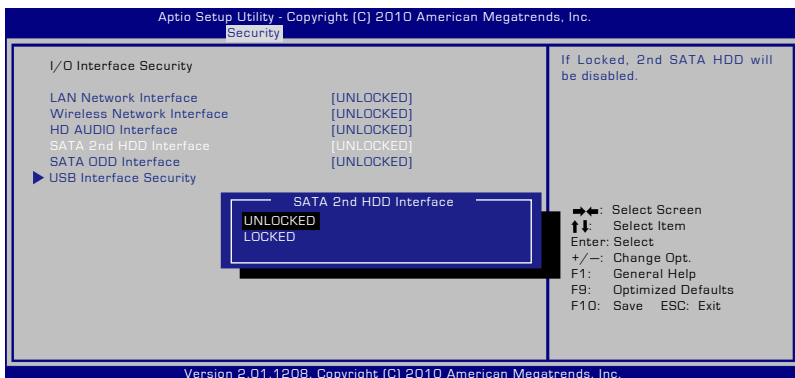 Aptio Setup Utility - Copyright (C) 2010 American Megatrends, Inc.
Security
I/O Interface Security
LAN Network Interface [UNLOCKED]
Wireless Network Interface [UNLOCKED]
HD AUDIO Interface [UNLOCKED]
SATA 2nd HDD Interface [UNLOCKED]
SATA ODD Interface [UNLOCKED]
USB Interface Security
SATA 2nd HDD Interface
UNLOCKED
LOCKED
If Locked, 2nd SATA HDD will
be disabled.
→←: Select Screen
↑↓: Select Item
Enter: Select
+/—: Change Opt.
F1: General Help
F9: Optimized Defaults
F10: Save ESC: Exit
Version 2.01.1208. Copyright (C) 2010 American Megatrends, Inc.